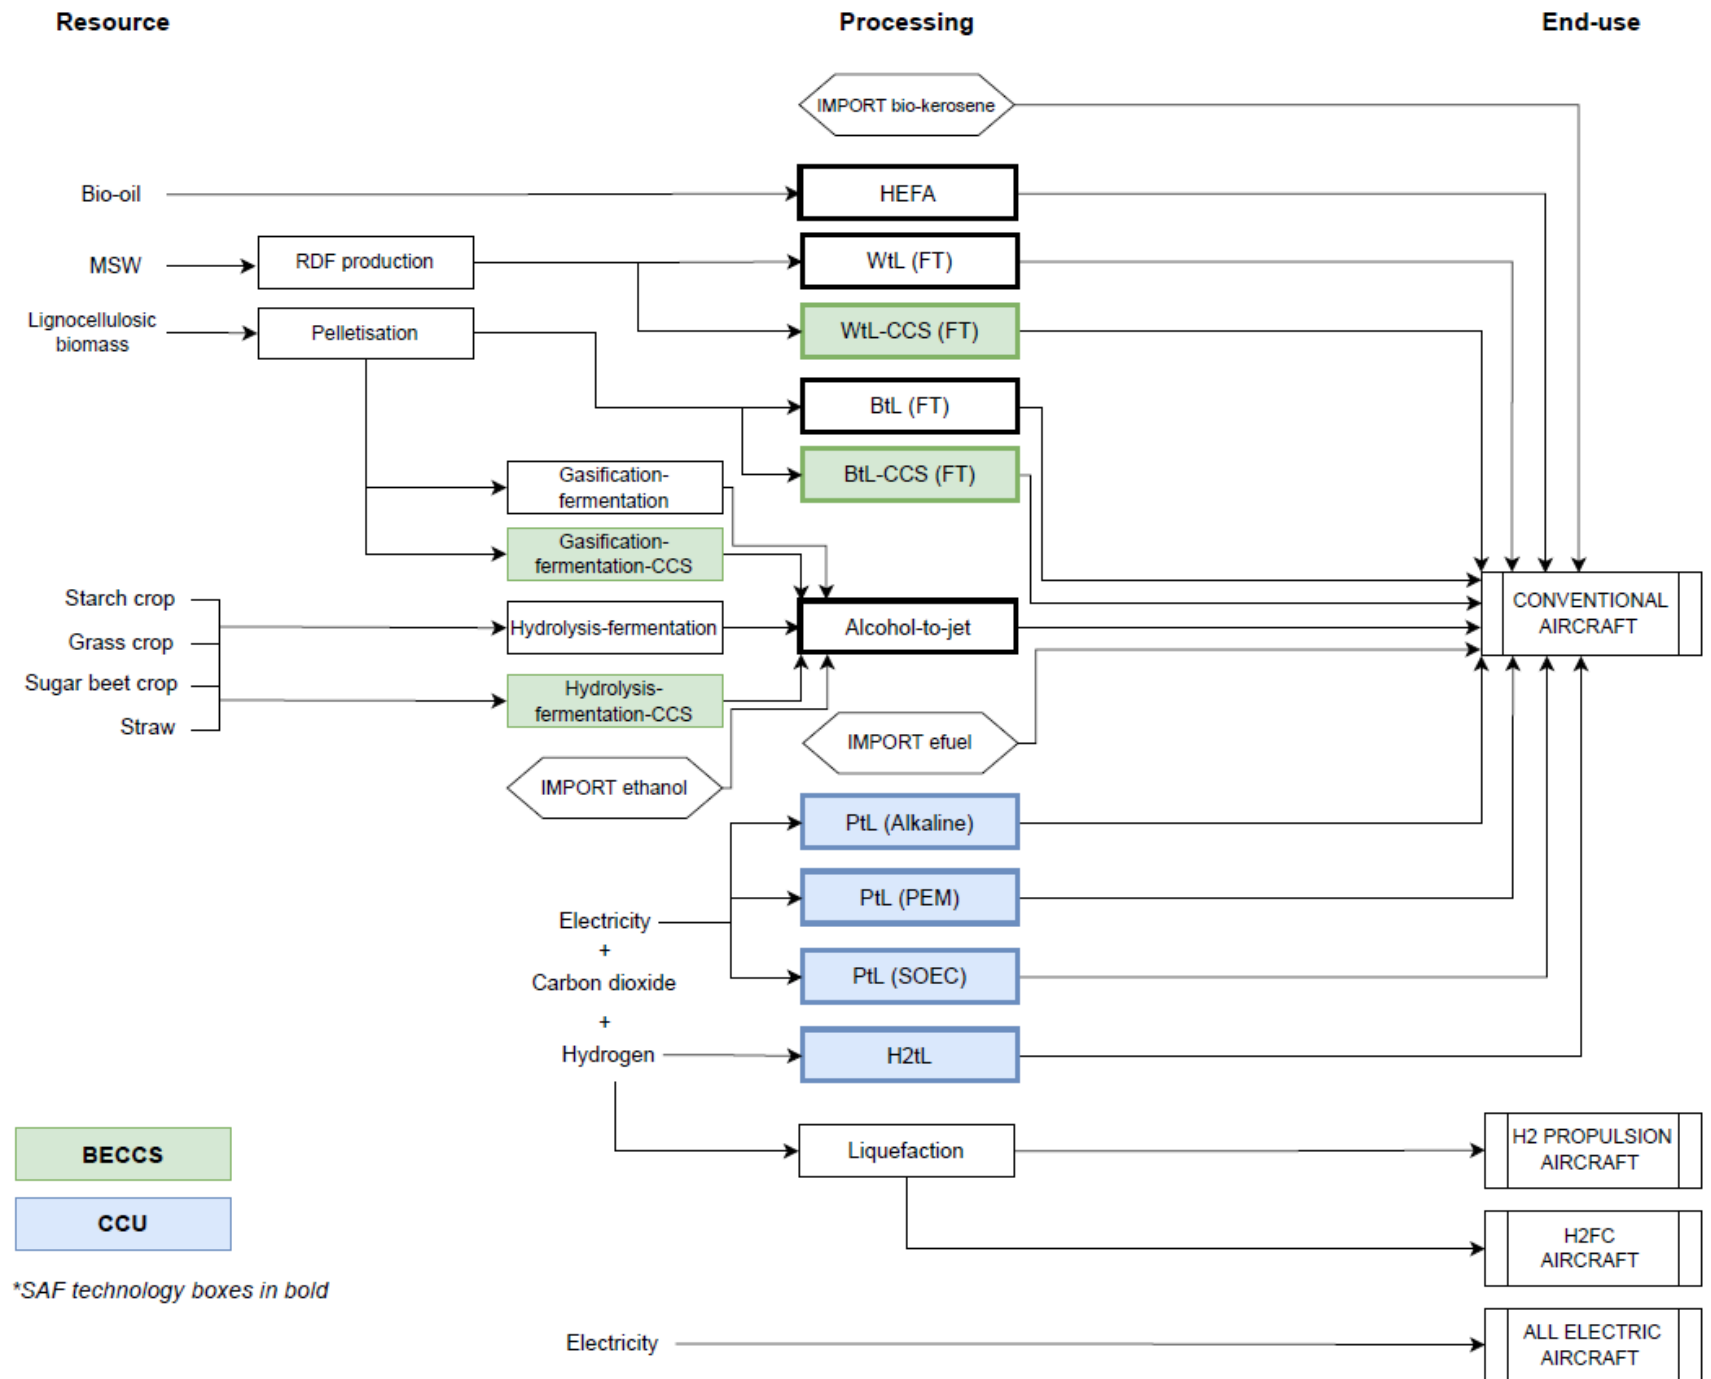 Resource
Processing
End-use
IMPORT bio-kerosene
Bio-oil
HEFA
MSW
RDF production
WtL (FT)
Lignocellulosic
biomass
Pelletisation
WtL-CCS (FT)
BtL (FT)
BtL-CCS (FT)
Gasification-
fermentation
Gasification-
fermentation-CCS
Starch crop
Grass crop
Sugar beet crop
Straw
Hydrolysis-fermentation
Alcohol-to-jet
CONVENTIONAL
AIRCRAFT
Hydrolysis-
fermentation-CCS
IMPORT efuel
IMPORT ethanol
PtL (Alkaline)
PtL (PEM)
Electricity
+
Carbon dioxide
+
Hydrogen
PtL (SOEC)
H2tL
Liquefaction
H2 PROPULSION
AIRCRAFT
H2FC
AIRCRAFT
BECCS
CCU
*SAF technology boxes in bold
Electricity
ALL ELECTRIC
AIRCRAFT